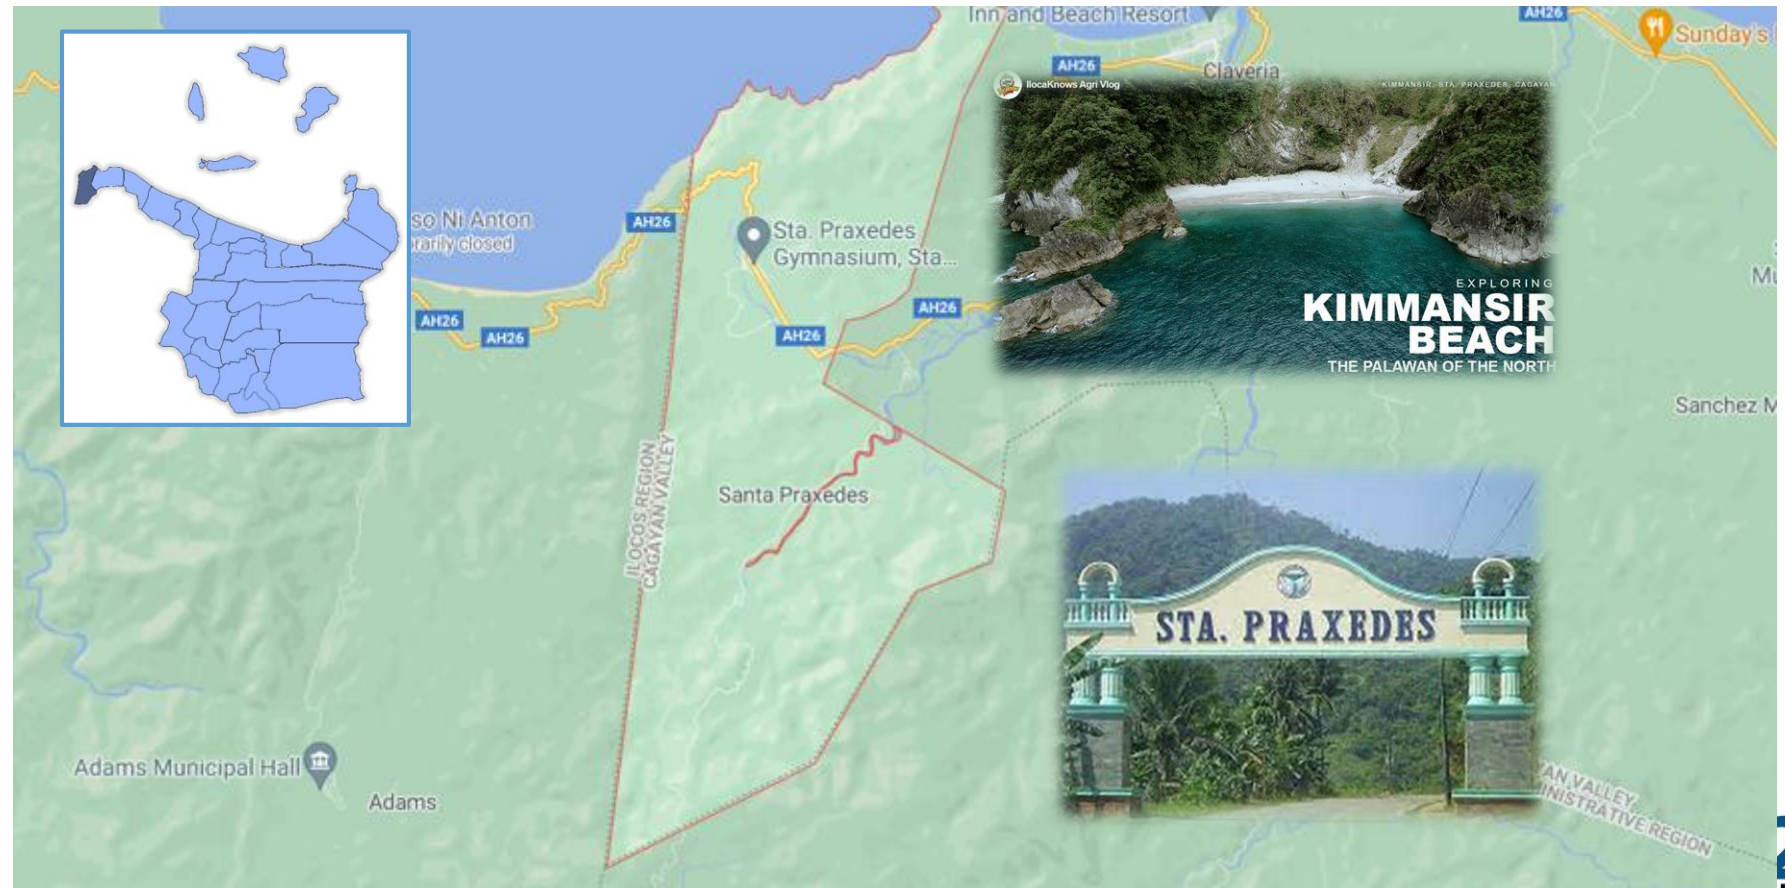 Inn and Beach Resort
AH26
Sunday's
AH26
Claveria
IlocaKnows Agri Vlog
KIMMANSIR, STA. PRAXEDES, CAGAYAN
so Ni Anton
rarily closed
AH26
Sta. Praxedes
Gymnasium, Sta...
EXPLORING
KIMMANSIR
BEACH
THE PALAWAN OF THE NORTH
AH26
AH26
AH26
AH26
Sanchez M
ILOCOS REGION
CAGAYAN VALLEY
Santa Praxedes
STA. PRAXEDES
Adams Municipal Hall
Adams
AN VALLEY
INISTRATIVE REGION